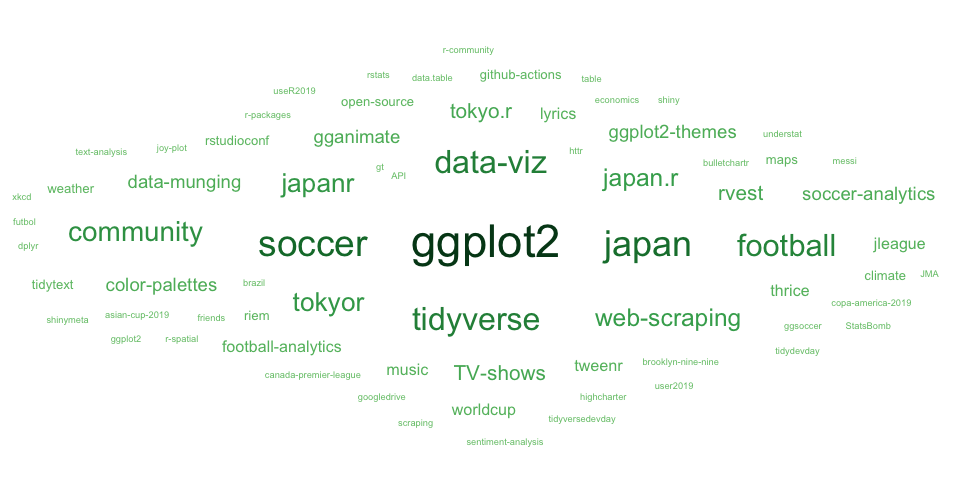 r-community
rstats data.table github-actions table
useR2019 open-source economics shiny
r-packages tokyo.r lyrics
rstudioconf gganimate ggplot2-themes understat
text-analysis joy-plot data-viz httr
gt bulletchartr maps messi
API
xkcd weather data-munging japanr japan.r rvest soccer-analytics
futbol community
dplyr soccer ggplot2 japan football jleague
climate JMA
tidytext color-palettes brazil thrice
tokyor copa-america-2019
shinymeta asian-cup-2019 friends riem tidyverse web-scraping ggsoccer StatsBomb
ggplot2 r-spatial football-analytics tidydevday
canada-premier-league music TV-shows tweenr brooklyn-nine-nine
user2019
googledrive highcharter
scraping worldcup tidyversedevday
sentiment-analysis